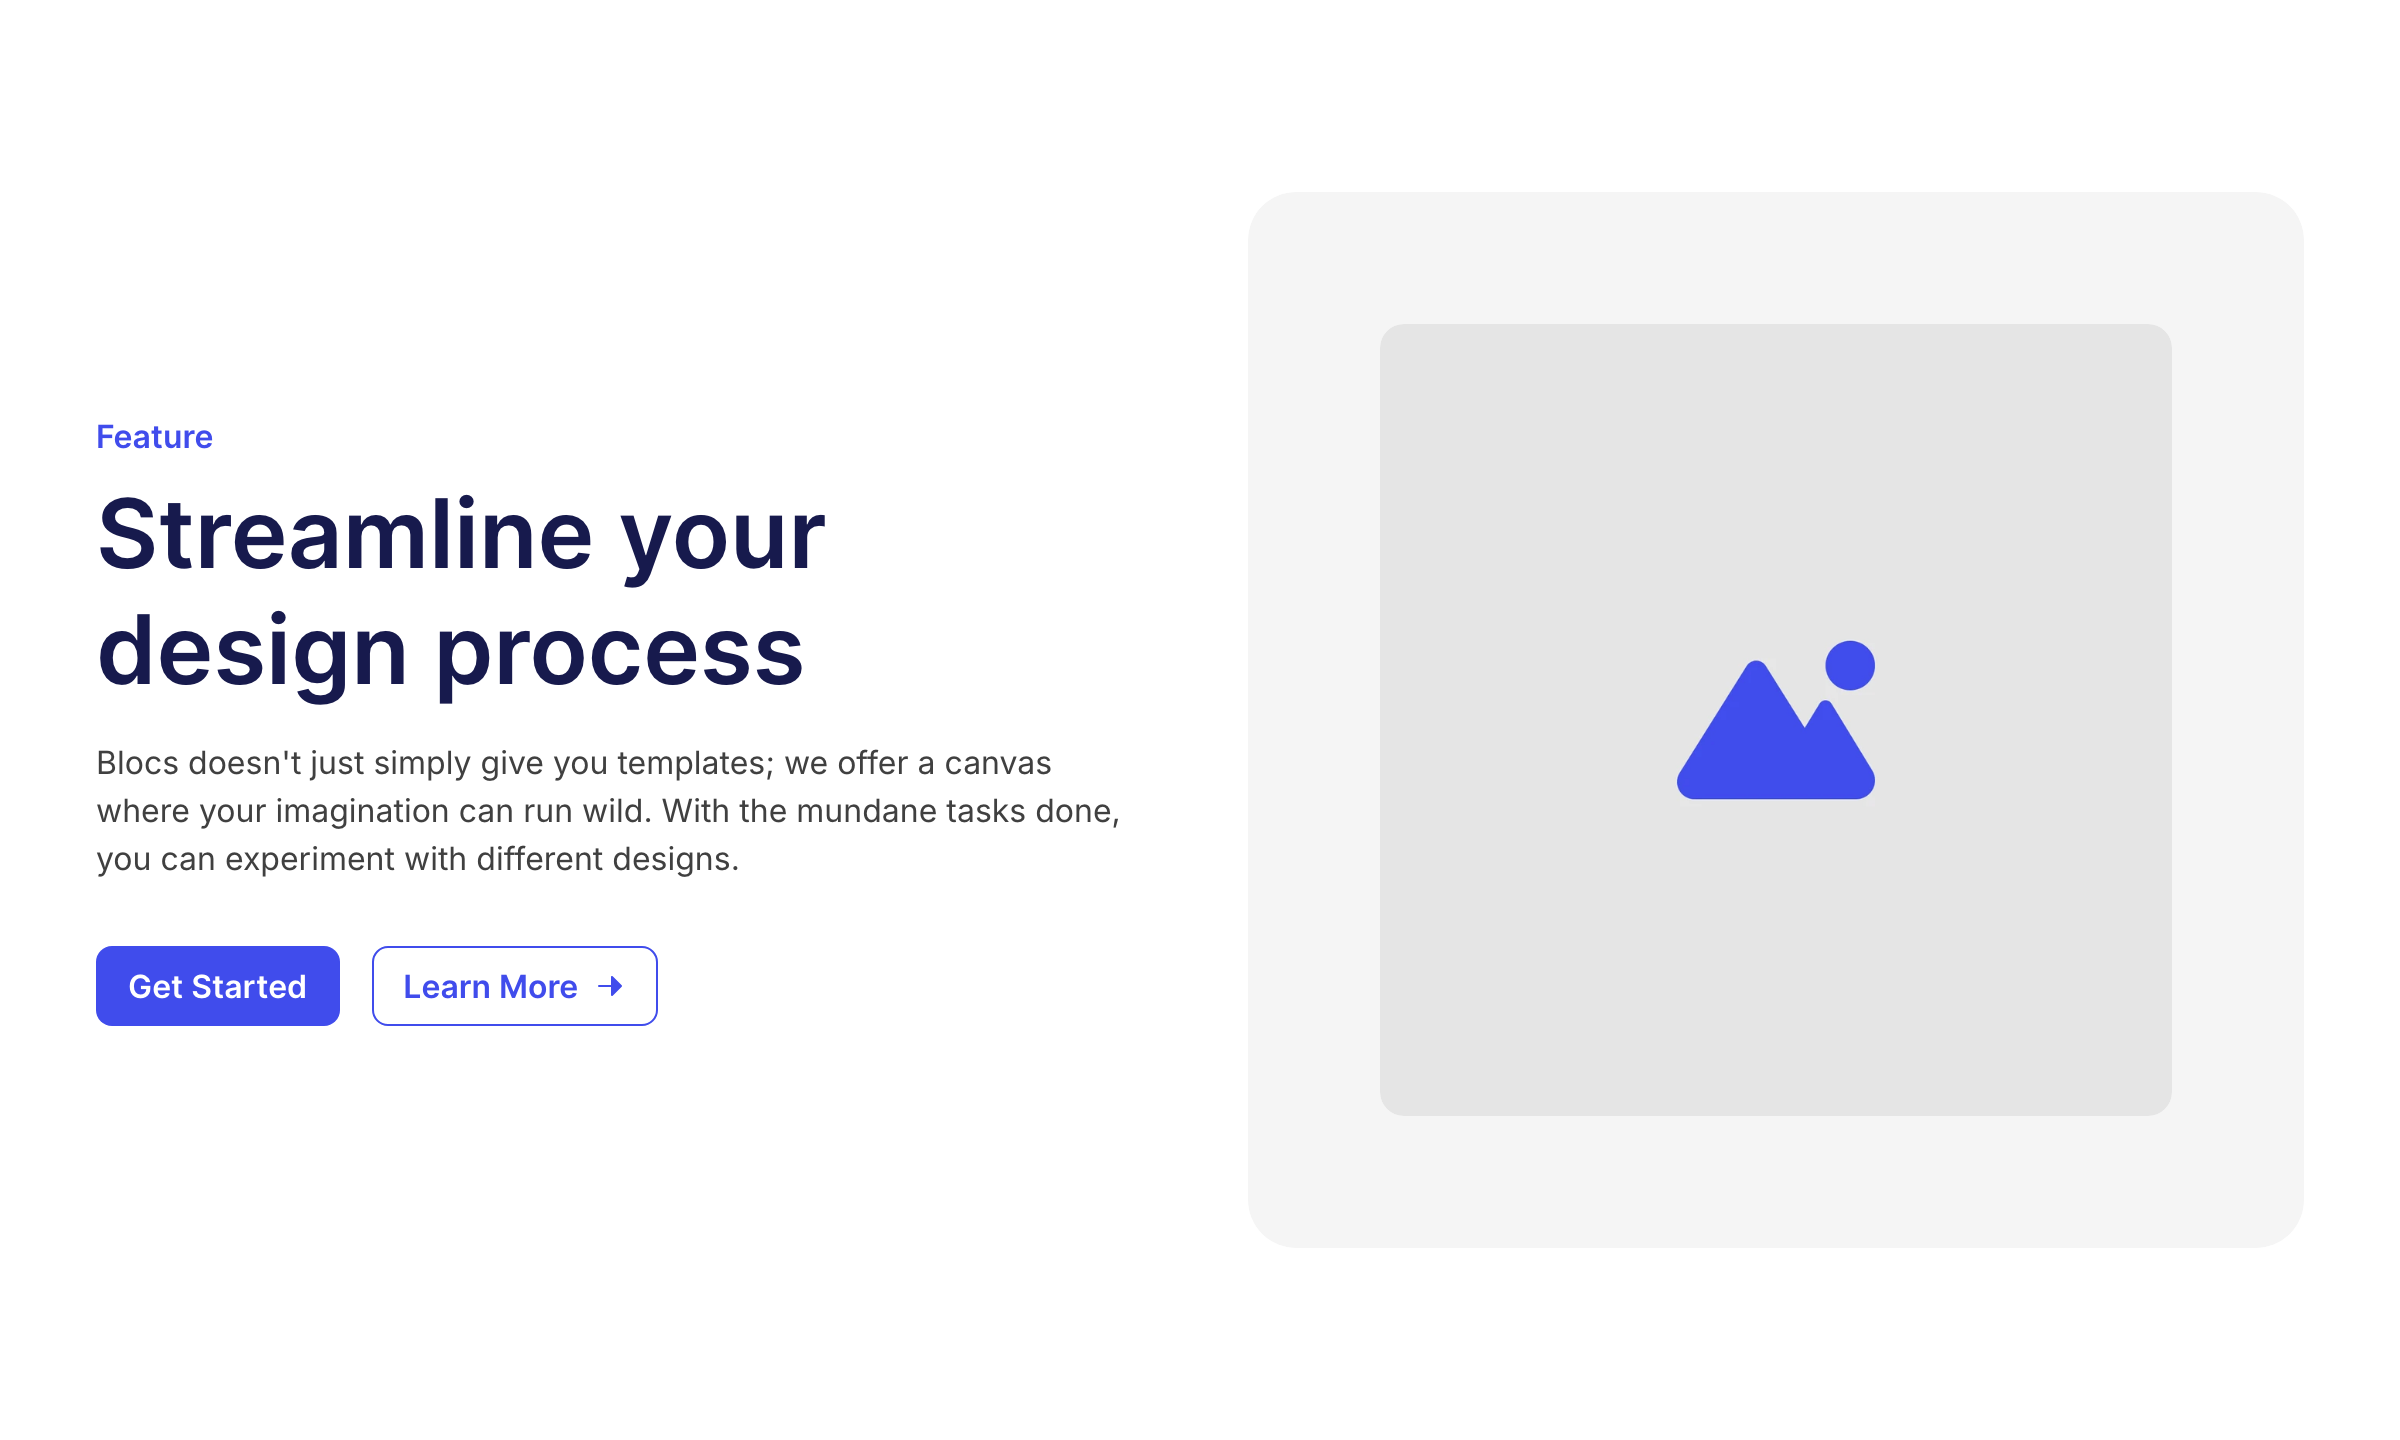 Feature
Streamline your
design process
Blocs doesn't just simply give you templates; we offer a canvas
where your imagination can run wild. With the mundane tasks done,
you can experiment with different designs.
Get Started
Learn More